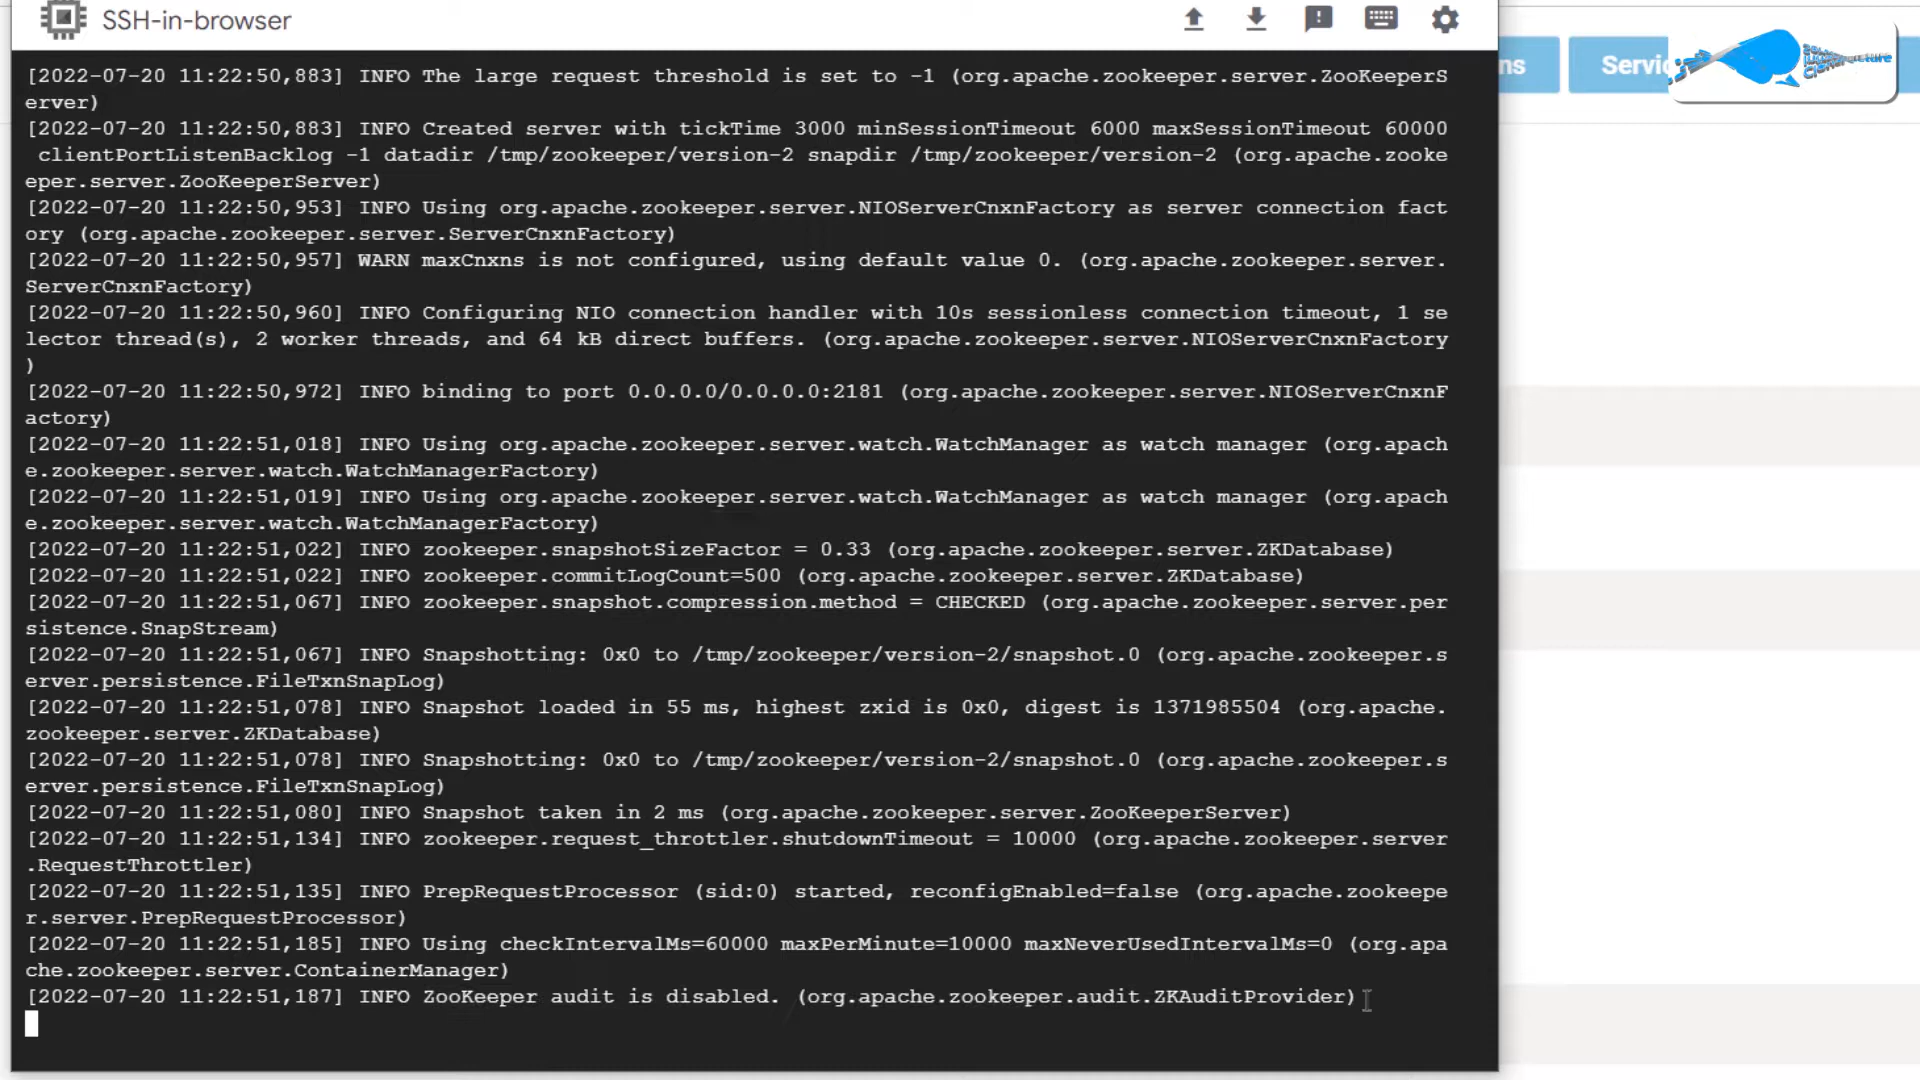 SSH-in-browser
[2022-07-20 11:22:50,883] INFO The large request threshold is set to -1 (org.apache.zookeeper.server.ZooKeeperS
erver)
[2022-07-20 11:22:50,883] INFO Created server with tickTime 3000 minSessionTimeout 6000 maxSessionTimeout 60000
 clientPortListenBacklog -1 datadir /tmp/zookeeper/version-2 snapdir /tmp/zookeeper/version-2 (org.apache.zooke
eper.server.ZooKeeperServer)
[2022-07-20 11:22:50,953] INFO Using org.apache.zookeeper.server.NIOServerCnxnFactory as server connection fact
ory (org.apache.zookeeper.server.ServerCnxnFactory)
[2022-07-20 11:22:50,957] WARN maxCnxns is not configured, using default value 0. (org.apache.zookeeper.server.
ServerCnxnFactory)
[2022-07-20 11:22:50,960] INFO Configuring NIO connection handler with 10s sessionless connection timeout, 1 se
lector thread(s), 2 worker threads, and 64 kB direct buffers. (org.apache.zookeeper.server.NIOServerCnxnFactory
)
[2022-07-20 11:22:50,972] INFO binding to port 0.0.0.0/0.0.0.0:2181 (org.apache.zookeeper.server.NIOServerCnxnF
actory)
[2022-07-20 11:22:51,018] INFO Using org.apache.zookeeper.server.watch.WatchManager as watch manager (org.apach
e.zookeeper.server.watch.WatchManagerFactory)
[2022-07-20 11:22:51,019] INFO Using org.apache.zookeeper.server.watch.WatchManager as watch manager (org.apach
e.zookeeper.server.watch.WatchManagerFactory)
[2022-07-20 11:22:51,022] INFO zookeeper.snapshotSizeFactor = 0.33 (org.apache.zookeeper.server.ZKDatabase)
[2022-07-20 11:22:51,022] INFO zookeeper.commitLogCount=500 (org.apache.zookeeper.server.ZKDatabase)
[2022-07-20 11:22:51,067] INFO zookeeper.snapshot.compression.method = CHECKED (org.apache.zookeeper.server.per
sistence.SnapStream)
[2022-07-20 11:22:51,067] INFO Snapshotting: 0x0 to /tmp/zookeeper/version-2/snapshot.0 (org.apache.zookeeper.s
erver.persistence.FileTxnSnapLog)
[2022-07-20 11:22:51,078] INFO Snapshot loaded in 55 ms, highest zxid is 0x0, digest is 1371985504 (org.apache.
zookeeper.server.ZKDatabase)
[2022-07-20 11:22:51,078] INFO Snapshotting: 0x0 to /tmp/zookeeper/version-2/snapshot.0 (org.apache.zookeeper.s
erver.persistence.FileTxnSnapLog)
[2022-07-20 11:22:51,080] INFO Snapshot taken in 2 ms (org.apache.zookeeper.server.ZooKeeperServer)
[2022-07-20 11:22:51,134] INFO zookeeper.request_throttler.shutdownTimeout = 10000 (org.apache.zookeeper.server
.RequestThrottler)
[2022-07-20 11:22:51,135] INFO PrepRequestProcessor (sid:0) started, reconfigEnabled=false (org.apache.zookeepe
r.server.PrepRequestProcessor)
[2022-07-20 11:22:51,185] INFO Using checkIntervalMs=60000 maxPerMinute=10000 maxNeverUsedIntervalMs=0 (org.apa
che.zookeeper.server.ContainerManager)
[2022-07-20 11:22:51,187] INFO ZooKeeper audit is disabled. (org.apache.zookeeper.audit.ZKAuditProvider)
ns
Servic